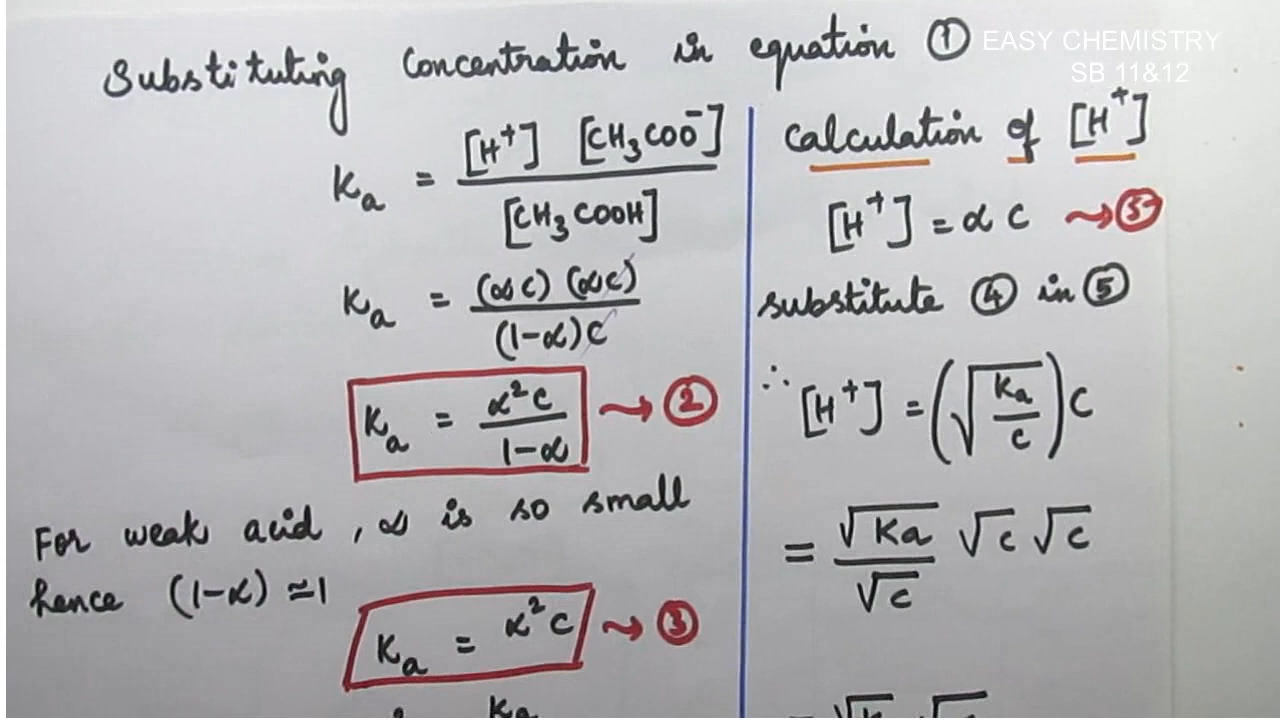 Substituting concentration in equation ①
EASY CHEMISTRY
SB 11&12
Ka = [H⁺] [CH₃COO⁻] / [CH₃COOH]
Ka = (αC) (αC) / (1-α)C
Ka = α²C / 1-α → ②
For weak acid, α is so small
hence (1-α) ≃ 1
Ka = α²C → ③
Ka
Calculation of [H⁺]
[H⁺] = αC → ⑤
substitute ④ in ⑤
∴ [H⁺] = (√(Ka/C)) C
= √Ka / √C √C √C